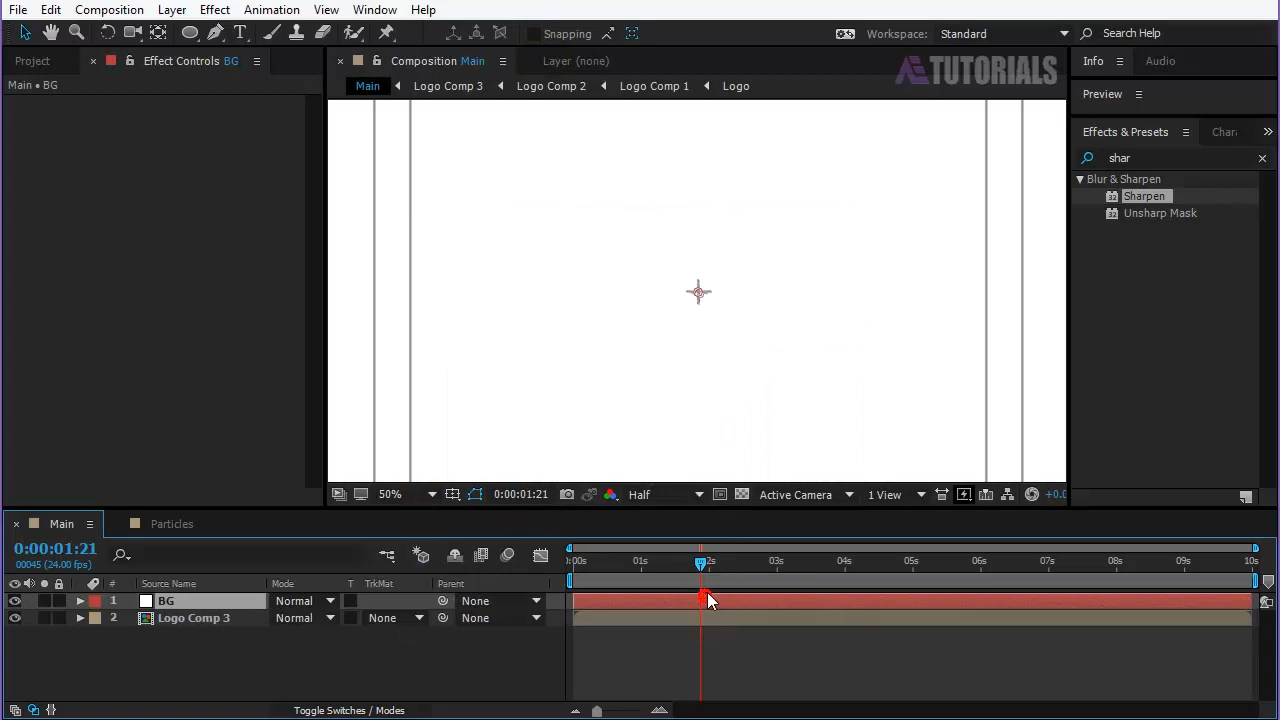 File Edit Composition Layer Effect Animation View Window Help
Snapping Workspace: Standard Search Help
Project × Effect Controls BG × Composition Main Layer (none) AETUTORIALS Info Audio
Main • BG Main Logo Comp 3 Logo Comp 2 Logo Comp 1 Logo Preview
Effects & Presets Chara
shar
Blur & Sharpen
32 Sharpen
32 Unsharp Mask
50% 0:00:01:21 Half Active Camera 1 View +0.0
× Main Particles
0:00:01:21
00045 (24.00 fps) :00s 01s 2s 03s 04s 05s 06s 07s 08s 09s 10s
# Source Name Mode T TrkMat Parent
1 BG Normal None
2 Logo Comp 3 Normal None None
Toggle Switches / Modes